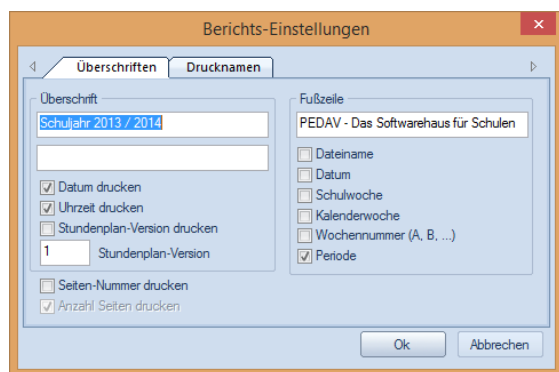 Berichts-Einstellungen
Überschriften
Drucknamen
Überschrift
Schuljahr 2013 / 2014
Datum drucken
Uhrzeit drucken
Stundenplan-Version drucken
1 Stundenplan-Version
Seiten-Nummer drucken
Anzahl Seiten drucken
Fußzeile
PEDAV - Das Softwarehaus für Schulen
Dateiname
Datum
Schulwoche
Kalenderwoche
Wochennummer (A, B, ...)
Periode
Ok
Abbrechen